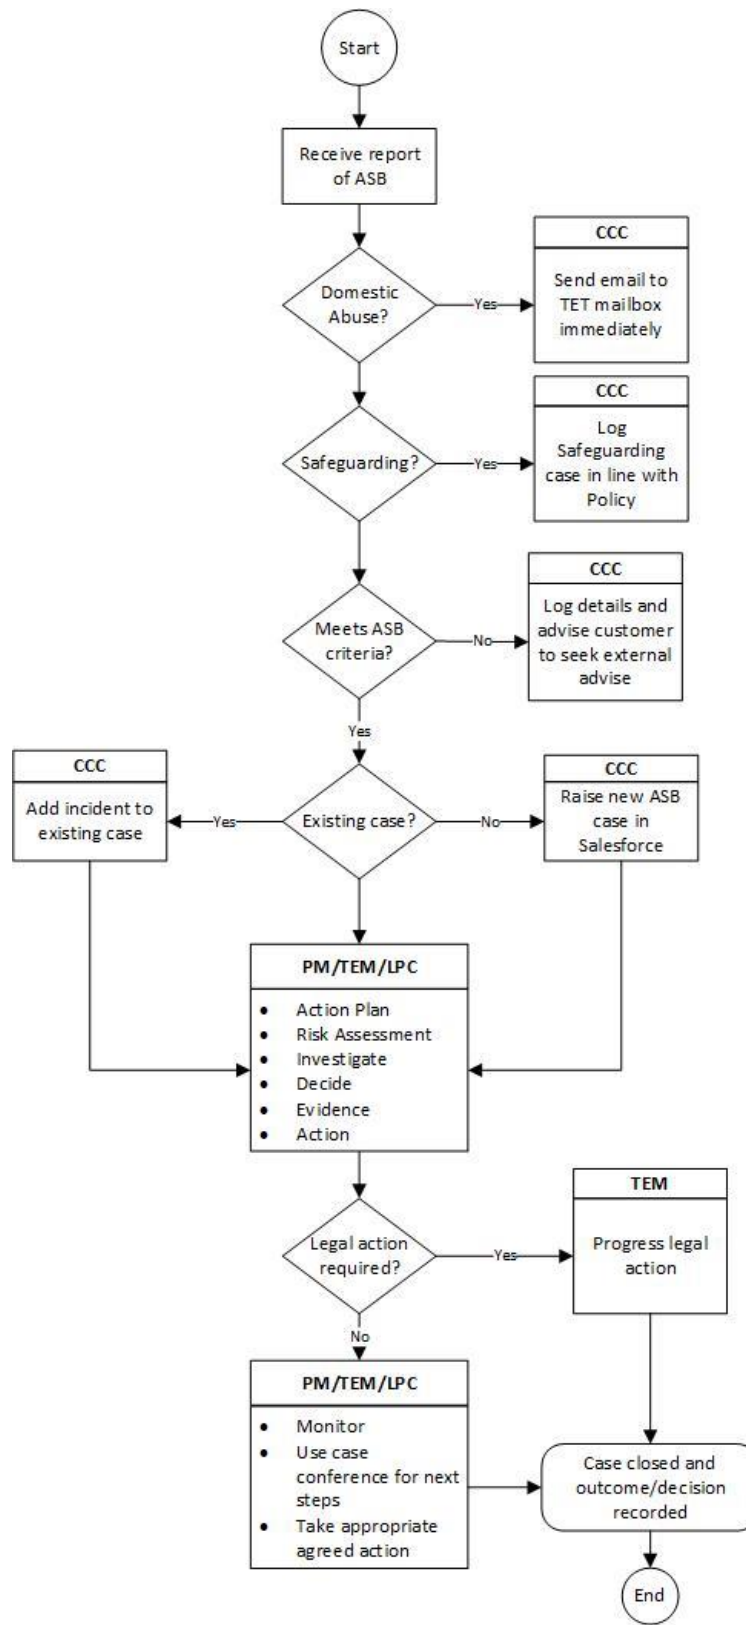 Start
Receive report
of ASB
Domestic
Abuse?
Yes
CCC
Send email to
TET mailbox
immediately
Safeguarding?
Yes
CCC
Log
Safeguarding
case in line with
Policy
Meets ASB
criteria?
No
CCC
Log details and
advise customer
to seek external
advise
Yes
CCC
Add incident to
existing case
Yes
Existing case?
No
CCC
Raise new ASB
case in
Salesforce
PM/TEM/LPC
• Action Plan
• Risk Assessment
• Investigate
• Decide
• Evidence
• Action
Legal action
required?
Yes
TEM
Progress legal
action
No
PM/TEM/LPC
• Monitor
• Use case
conference for next
steps
• Take appropriate
agreed action
Case closed and
outcome/decision
recorded
End